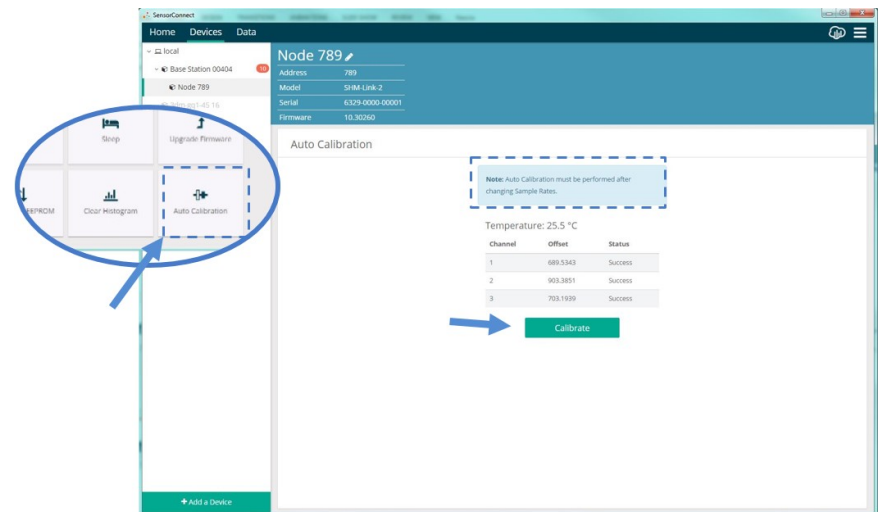 SensorConnect
Home Devices Data
local
Base Station 00404 10
Node 789
Node 789
Address 789
Model SHM-Link-2
Serial 6329-0000-00001
Firmware 10.30260
Sleep
Upgrade Firmware
EEPROM
Clear Histogram
Auto Calibration
Auto Calibration
Note: Auto Calibration must be performed after
changing Sample Rates.
Temperature: 25.5 °C
Channel Offset Status
1 689.5343 Success
2 903.3851 Success
3 703.1939 Success
Calibrate
+ Add a Device